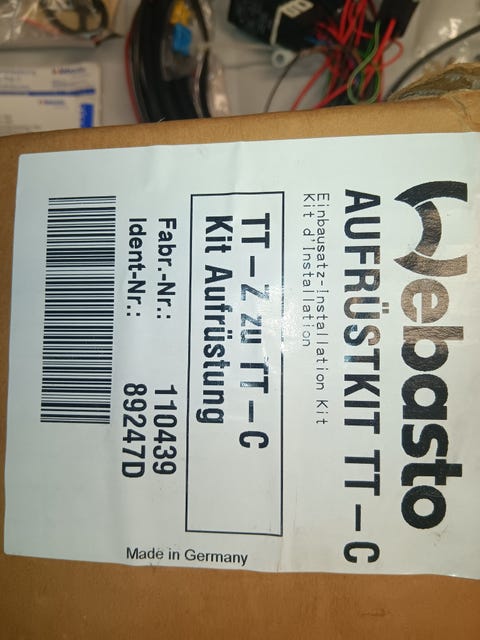 Webasto
AUFRÜSTKIT TT-C
Einbausatz-Installation Kit
Kit d'Installation
TT-Z zu TT-C
Kit Aufrüstung
Fabr.-Nr.: 110439
Ident-Nr.: 89247D
Made in Germany